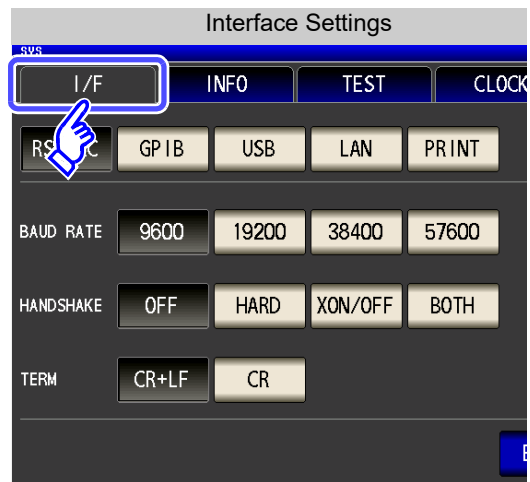 Interface Settings
SYS
I/F INFO TEST CLOCK
GPIB USB LAN PRINT
BAUD RATE 9600 19200 38400 57600
HANDSHAKE OFF HARD XON/OFF BOTH
TERM CR+LF CR